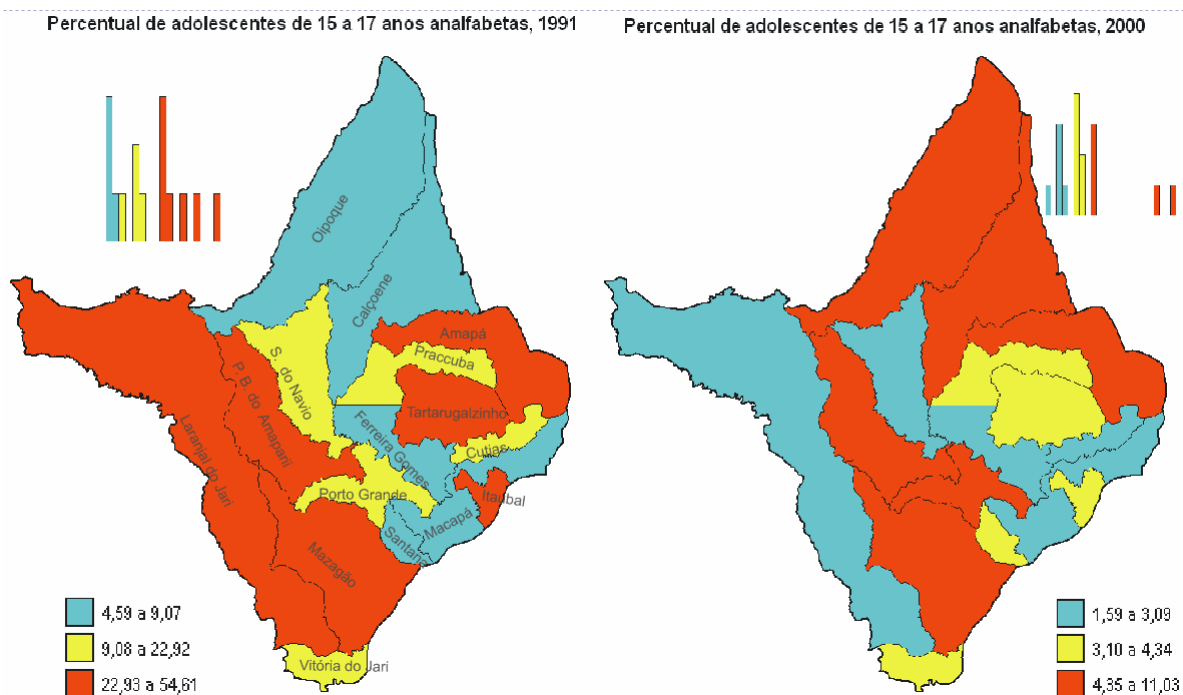 Percentual de adolescentes de 15 a 17 anos analfabetas, 1991
Percentual de adolescentes de 15 a 17 anos analfabetas, 2000
Oipoque
Calçoene
Amapá
Praccuba
S. do Navio
P. B. do Amapani
Tartarugalzinho
Laranjal do Jari
Ferreira Gomes
Cutias
Porto Grande
Itaubal
Macapá
Santana
Mazagão
Vitória do Jari
4,59 a 9,07
9,08 a 22,92
22,93 a 54,61
1,59 a 3,09
3,10 a 4,34
4,35 a 11,03